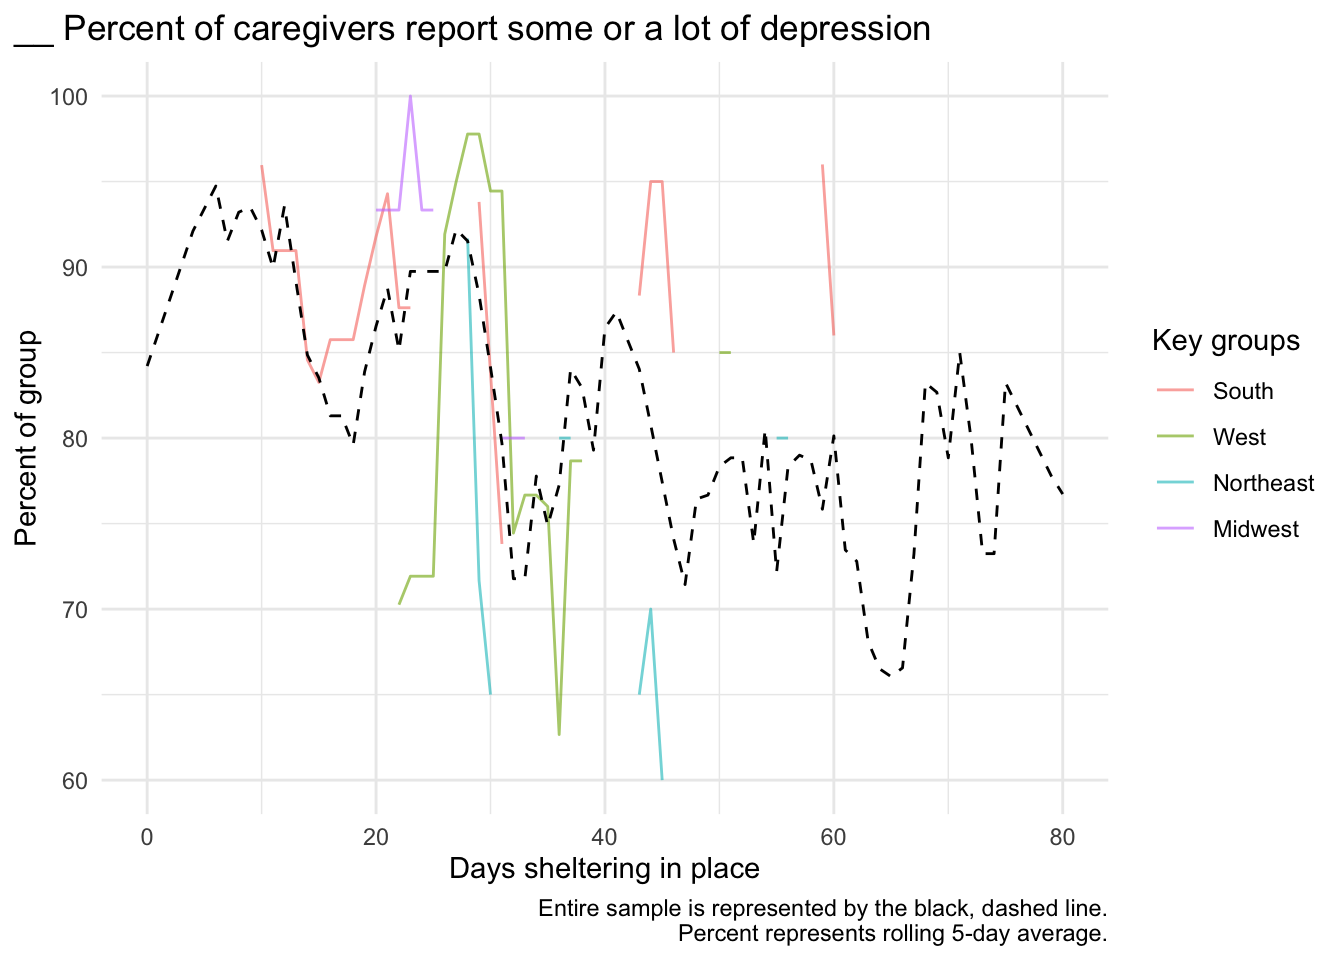 __ Percent of caregivers report some or a lot of depression
100
90
80
70
60
Percent of group
0 20 40 60 80
Days sheltering in place
Key groups
South
West
Northeast
Midwest
Entire sample is represented by the black, dashed line.
Percent represents rolling 5-day average.